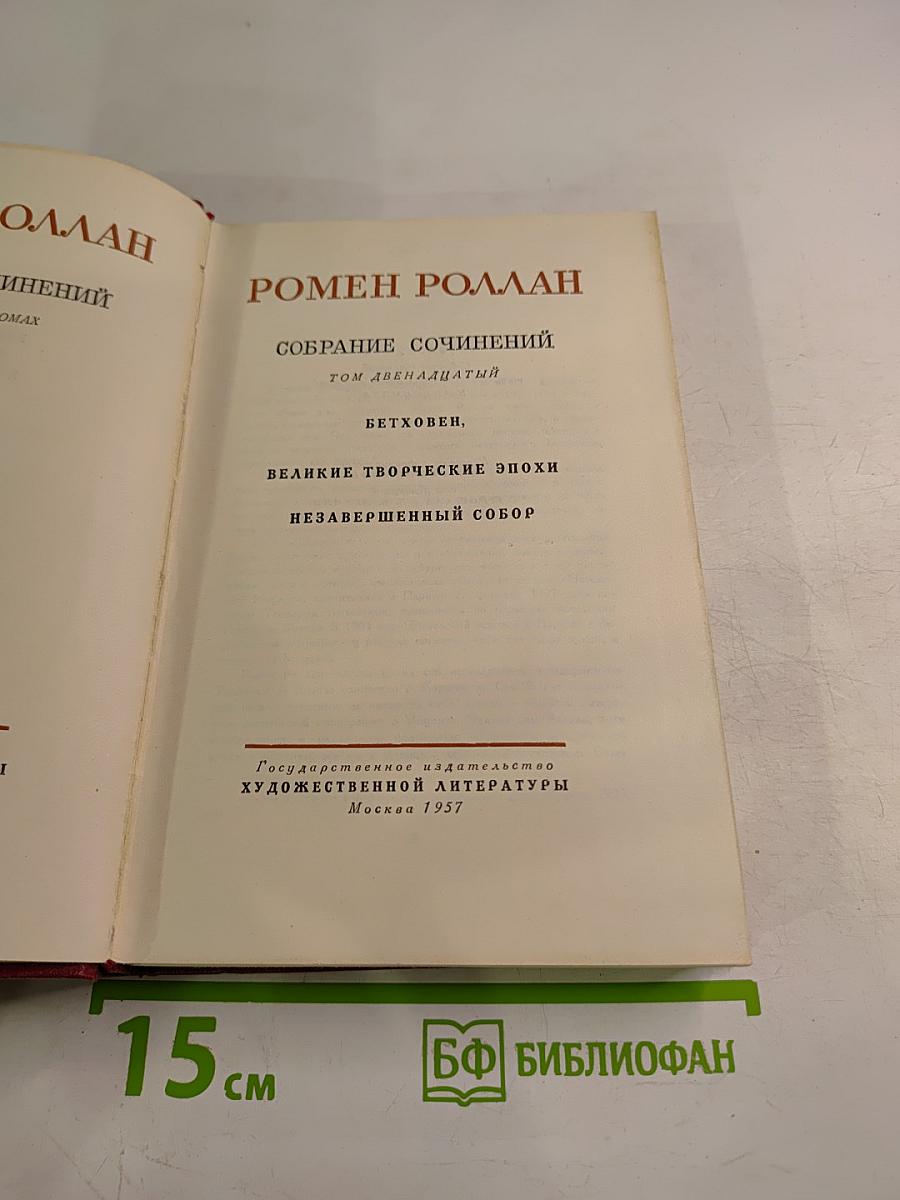 ОЛЛАН
ЧИНЕНИЙ
ОМАХ
РОМЕН РОЛЛАН
СОБРАНИЕ СОЧИНЕНИЙ
ТОМ ДВЕНАДЦАТЫЙ
БЕТХОВЕН,
ВЕЛИКИЕ ТВОРЧЕСКИЕ ЭПОХИ
НЕЗАВЕРШЕННЫЙ СОБОР
Государственное издательство
ХУДОЖЕСТВЕННОЙ ЛИТЕРАТУРЫ
Москва 1957
15 см
БФ БИБЛИОФАН